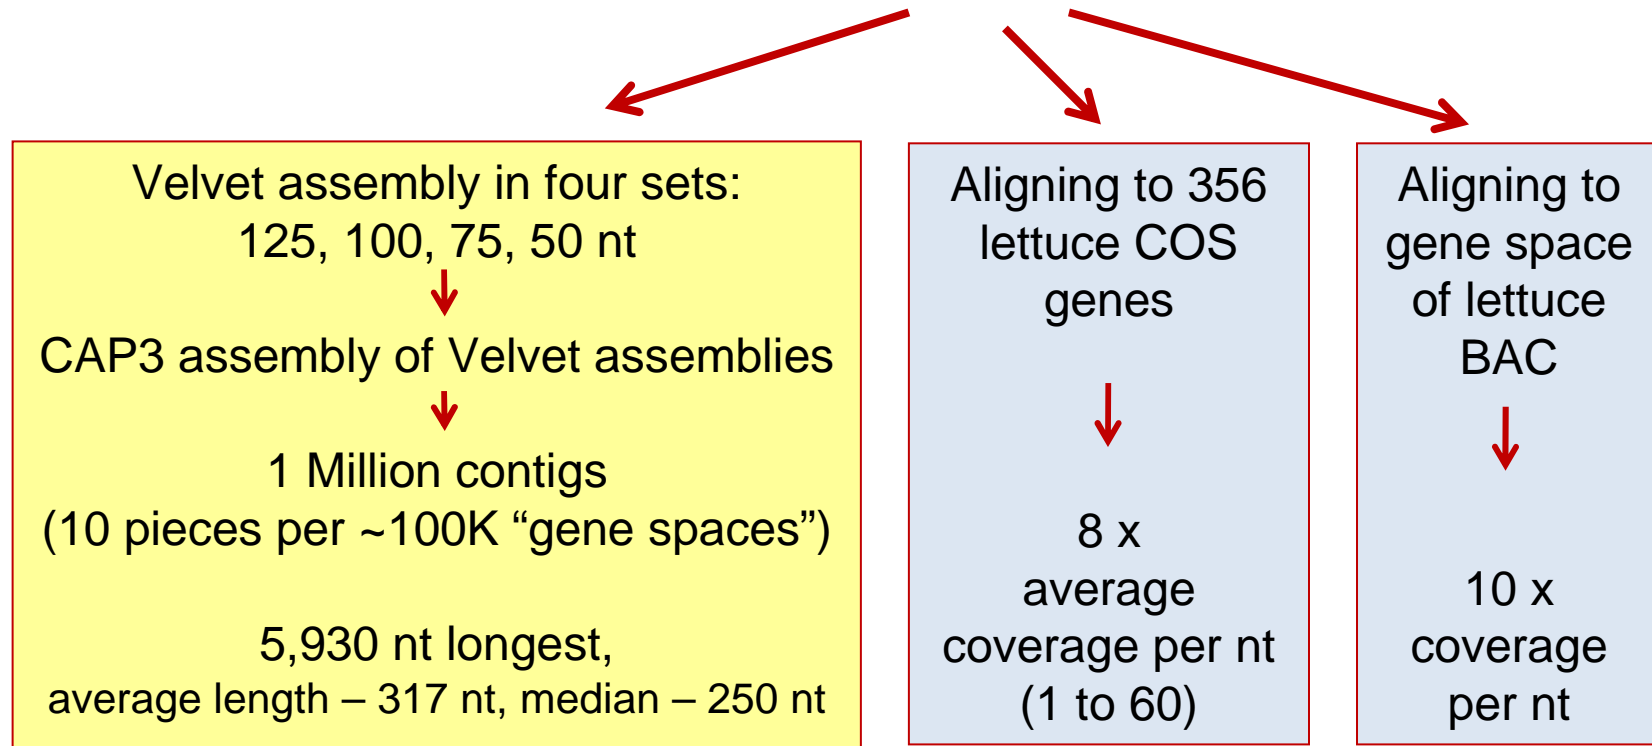 Velvet assembly in four sets:
125, 100, 75, 50 nt
CAP3 assembly of Velvet assemblies
1 Million contigs
(10 pieces per ~100K “gene spaces”)
5,930 nt longest,
average length – 317 nt, median – 250 nt
Aligning to 356
lettuce COS
genes
8 x
average
coverage per nt
(1 to 60)
Aligning to
gene space
of lettuce
BAC
10 x
coverage
per nt